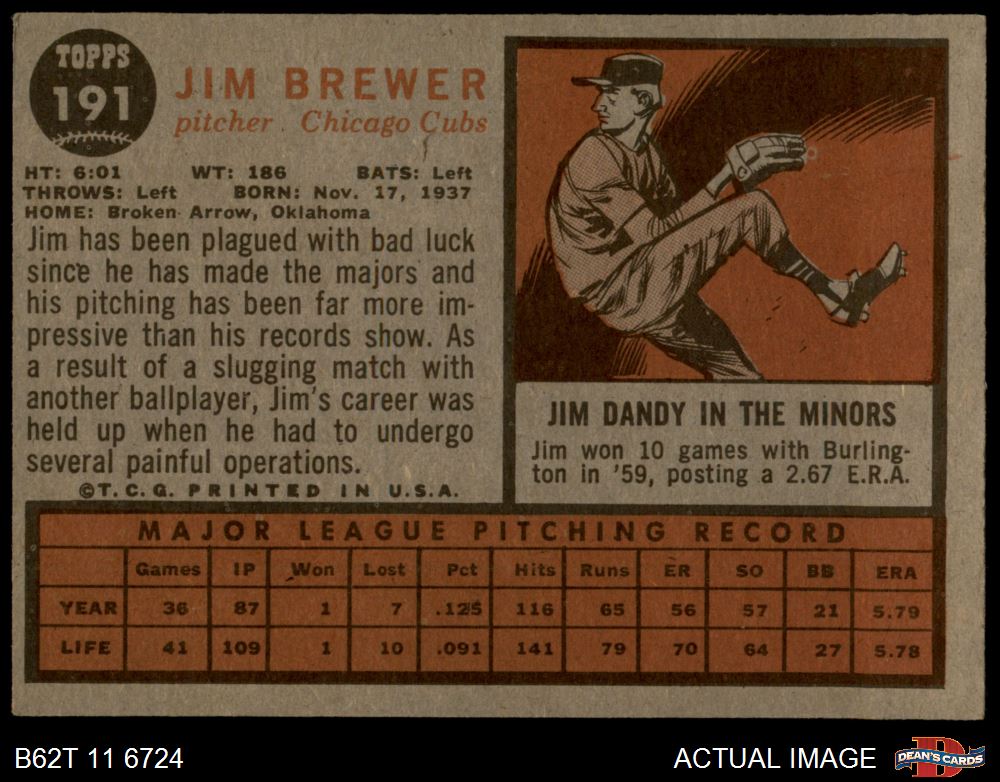 TOPPS
191
JIM BREWER
pitcher Chicago Cubs
HT: 6:01 WT: 186 BATS: Left
THROWS: Left BORN: Nov. 17, 1937
HOME: Broken Arrow, Oklahoma
Jim has been plagued with bad luck
since he has made the majors and
his pitching has been far more im-
pressive than his records show. As
a result of a slugging match with
another ballplayer, Jim's career was
held up when he had to undergo
several painful operations.
©T. C. G. PRINTED IN U.S.A.
JIM DANDY IN THE MINORS
Jim won 10 games with Burling-
ton in '59, posting a 2.67 E.R.A.
MAJOR LEAGUE PITCHING RECORD
Games IP Won Lost Pct Hits Runs ER SO BB ERA
YEAR 36 87 1 7 .125 116 65 56 57 21 5.79
LIFE 41 109 1 10 .091 141 79 70 64 27 5.78
B62T 11 6724
ACTUAL IMAGE
D
DEAN'S CARDS